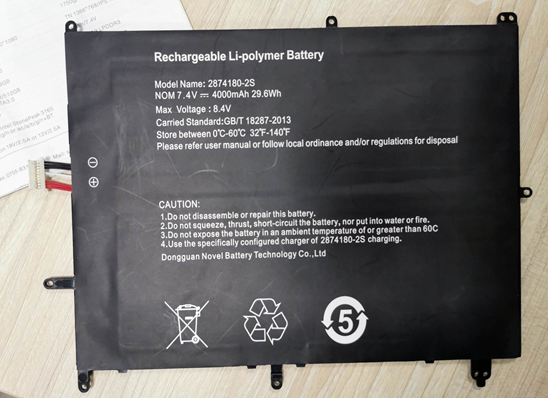 Rechargeable Li-polymer Battery
Model Name: 2874180-2S
NOM 7.4V ⎓ 4000mAh 29.6Wh
Max Voltage : 8.4V
Carried Standard:GB/T 18287-2013
Store between 0℃-60℃ 32℉-140℉
Please refer user manual or follow local ordinance and/or regulations for disposal
⊖
⊕
CAUTION:
1.Do not disassemble or repair this battery.
2.Do not squeeze, thrust, short-circuit the battery, nor put into water or fire.
3.Do not expose the battery in an ambient temperature of or greater than 60C
4.Use the specifically configured charger of 2874180-2S charging.
Dongguan Novel Battery Technology Co.,Ltd
5